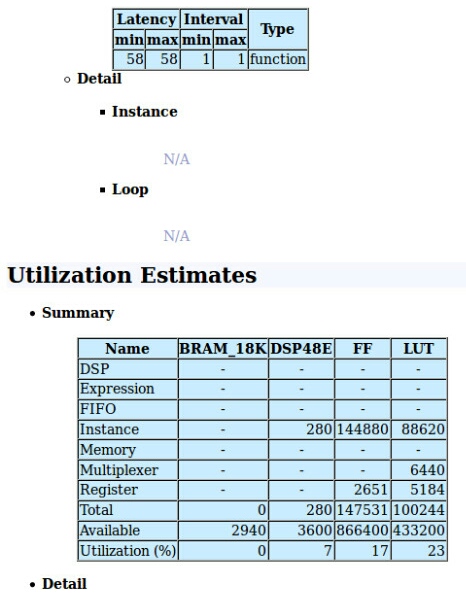 Latency Interval Type
min max min max
58 58 1 1 function
Detail
Instance
N/A
Loop
N/A
Utilization Estimates
Summary
Name BRAM_18K DSP48E FF LUT
DSP - - - -
Expression - - - -
FIFO - - - -
Instance - 280 144880 88620
Memory - - - -
Multiplexer - - - 6440
Register - - 2651 5184
Total 0 280 147531 100244
Available 2940 3600 866400 433200
Utilization (%) 0 7 17 23
Detail